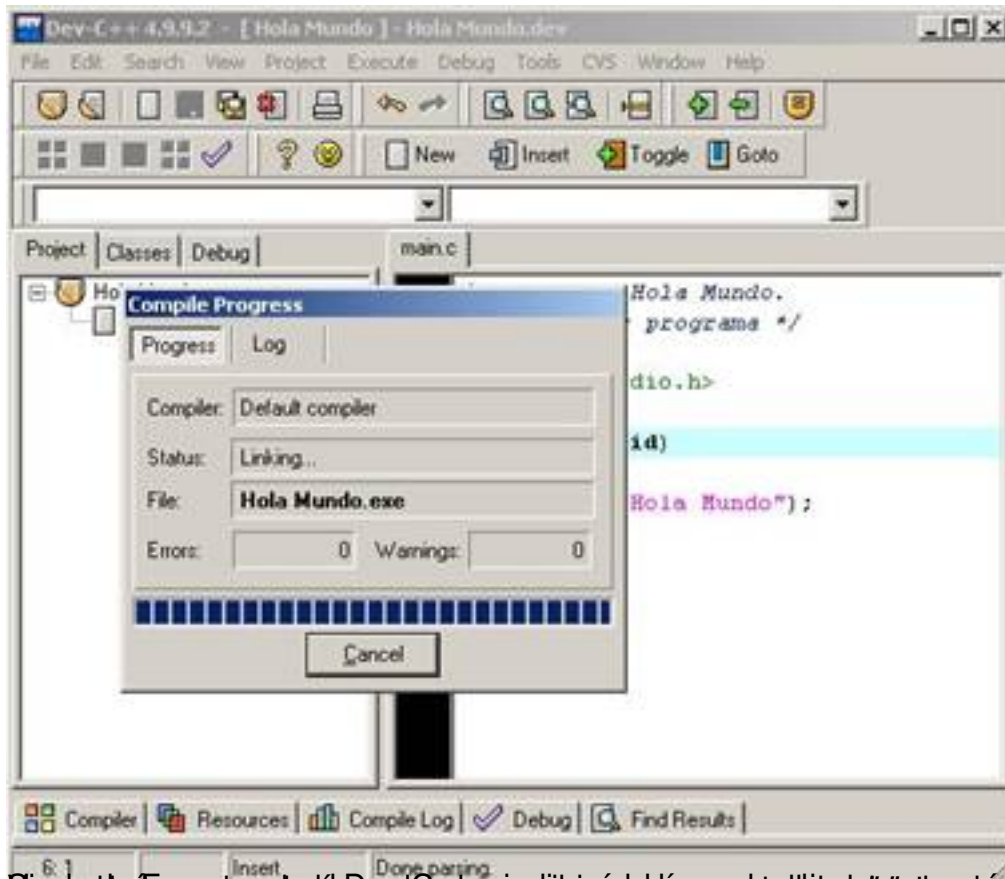 Dev-C++ 4.9.9.2 - [ Hola Mundo ] - Hola Mundo.dev
File Edit Search View Project Execute Debug Tools CVS Window Help
New Insert Toggle Goto
Project Classes Debug main.c
Ho
Hola Mundo.
programa */
dio.h>
id)
Hola Mundo");
Compile Progress
Progress Log
Compiler: Default compiler
Status: Linking...
File: Hola Mundo.exe
Errors: 0 Warnings: 0
Cancel
Compiler Resources Compile Log Debug Find Results
6: 1 Insert Done parsing